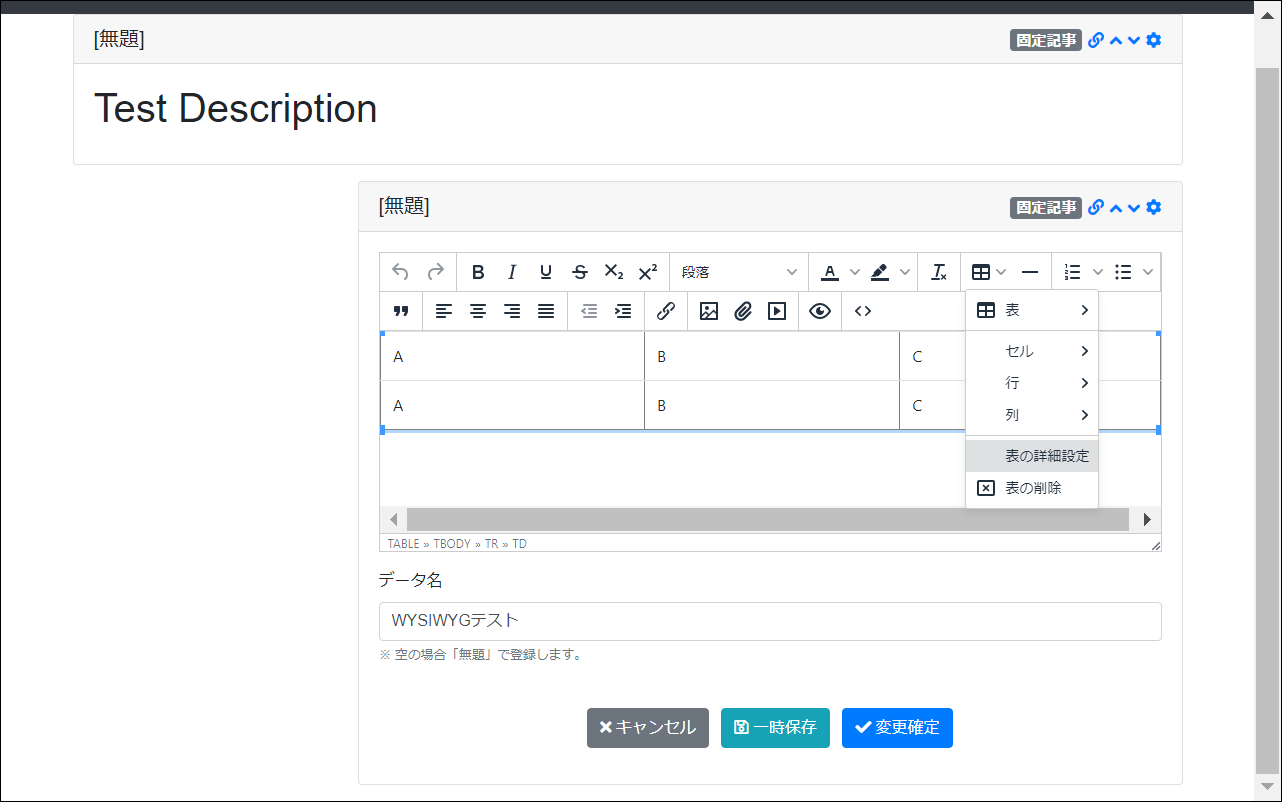 [無題]
固定記事
Test Description
[無題]
固定記事
B I U S X₂ X²
段落
A
表
セル
行
列
表の詳細設定
表の削除
A B C
A B C
TABLE » TBODY » TR » TD
データ名
WYSIWYGテスト
※ 空の場合「無題」で登録します。
キャンセル
一時保存
変更確定